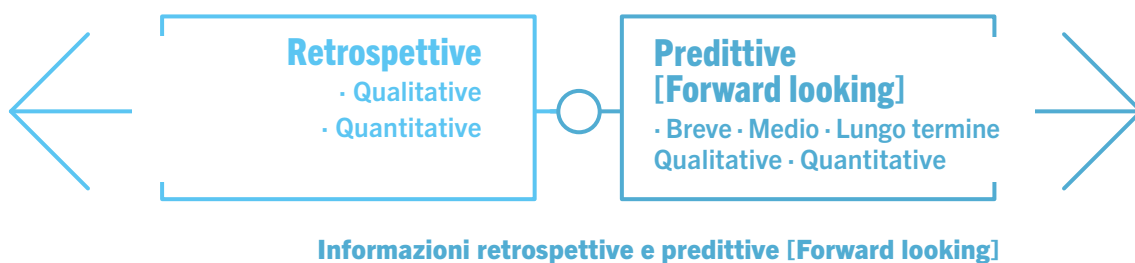 Retrospettive
· Qualitative
· Quantitative
Predittive
[Forward looking]
· Breve · Medio · Lungo termine
Qualitative · Quantitative
Informazioni retrospettive e predittive [Forward looking]